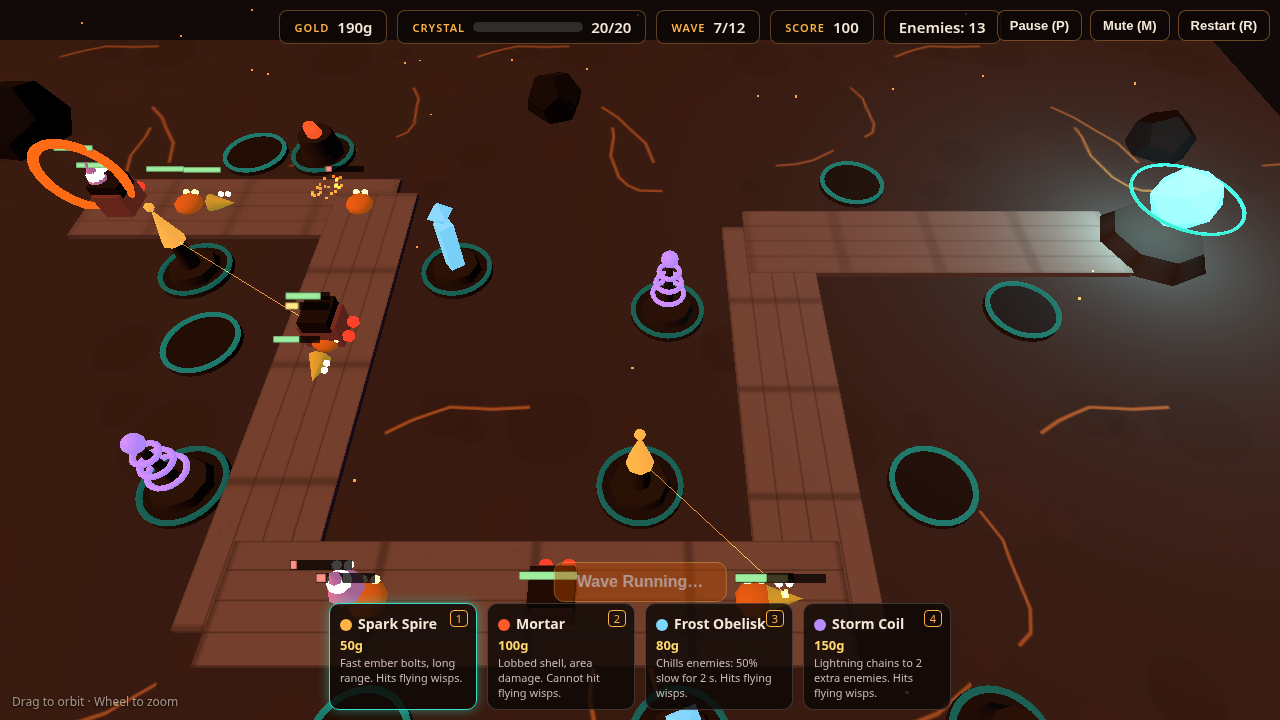 GOLD 190g CRYSTAL 20/20 WAVE 7/12 SCORE 100 Enemies: 13 Pause (P) Mute (M) Restart (R)
Wave Running…
Spark Spire 1
50g
Fast ember bolts, long
range. Hits flying wisps.
Mortar 2
100g
Lobbed shell, area
damage. Cannot hit
flying wisps.
Frost Obelisk 3
80g
Chills enemies: 50%
slow for 2 s. Hits flying
wisps.
Storm Coil 4
150g
Lightning chains to 2
extra enemies. Hits
flying wisps.
Drag to orbit · Wheel to zoom